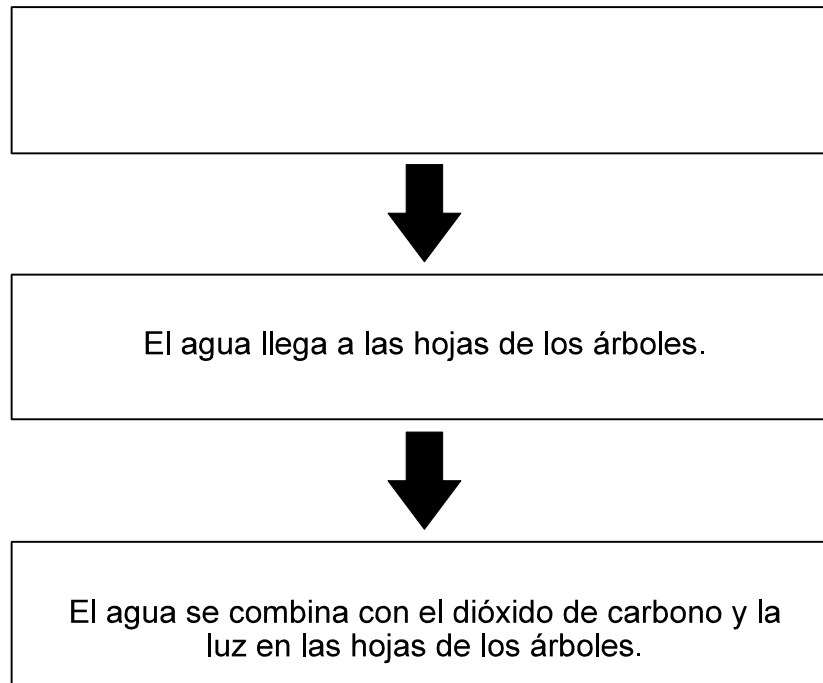 El agua llega a las hojas de los árboles.
El agua se combina con el dióxido de carbono y la
luz en las hojas de los árboles.